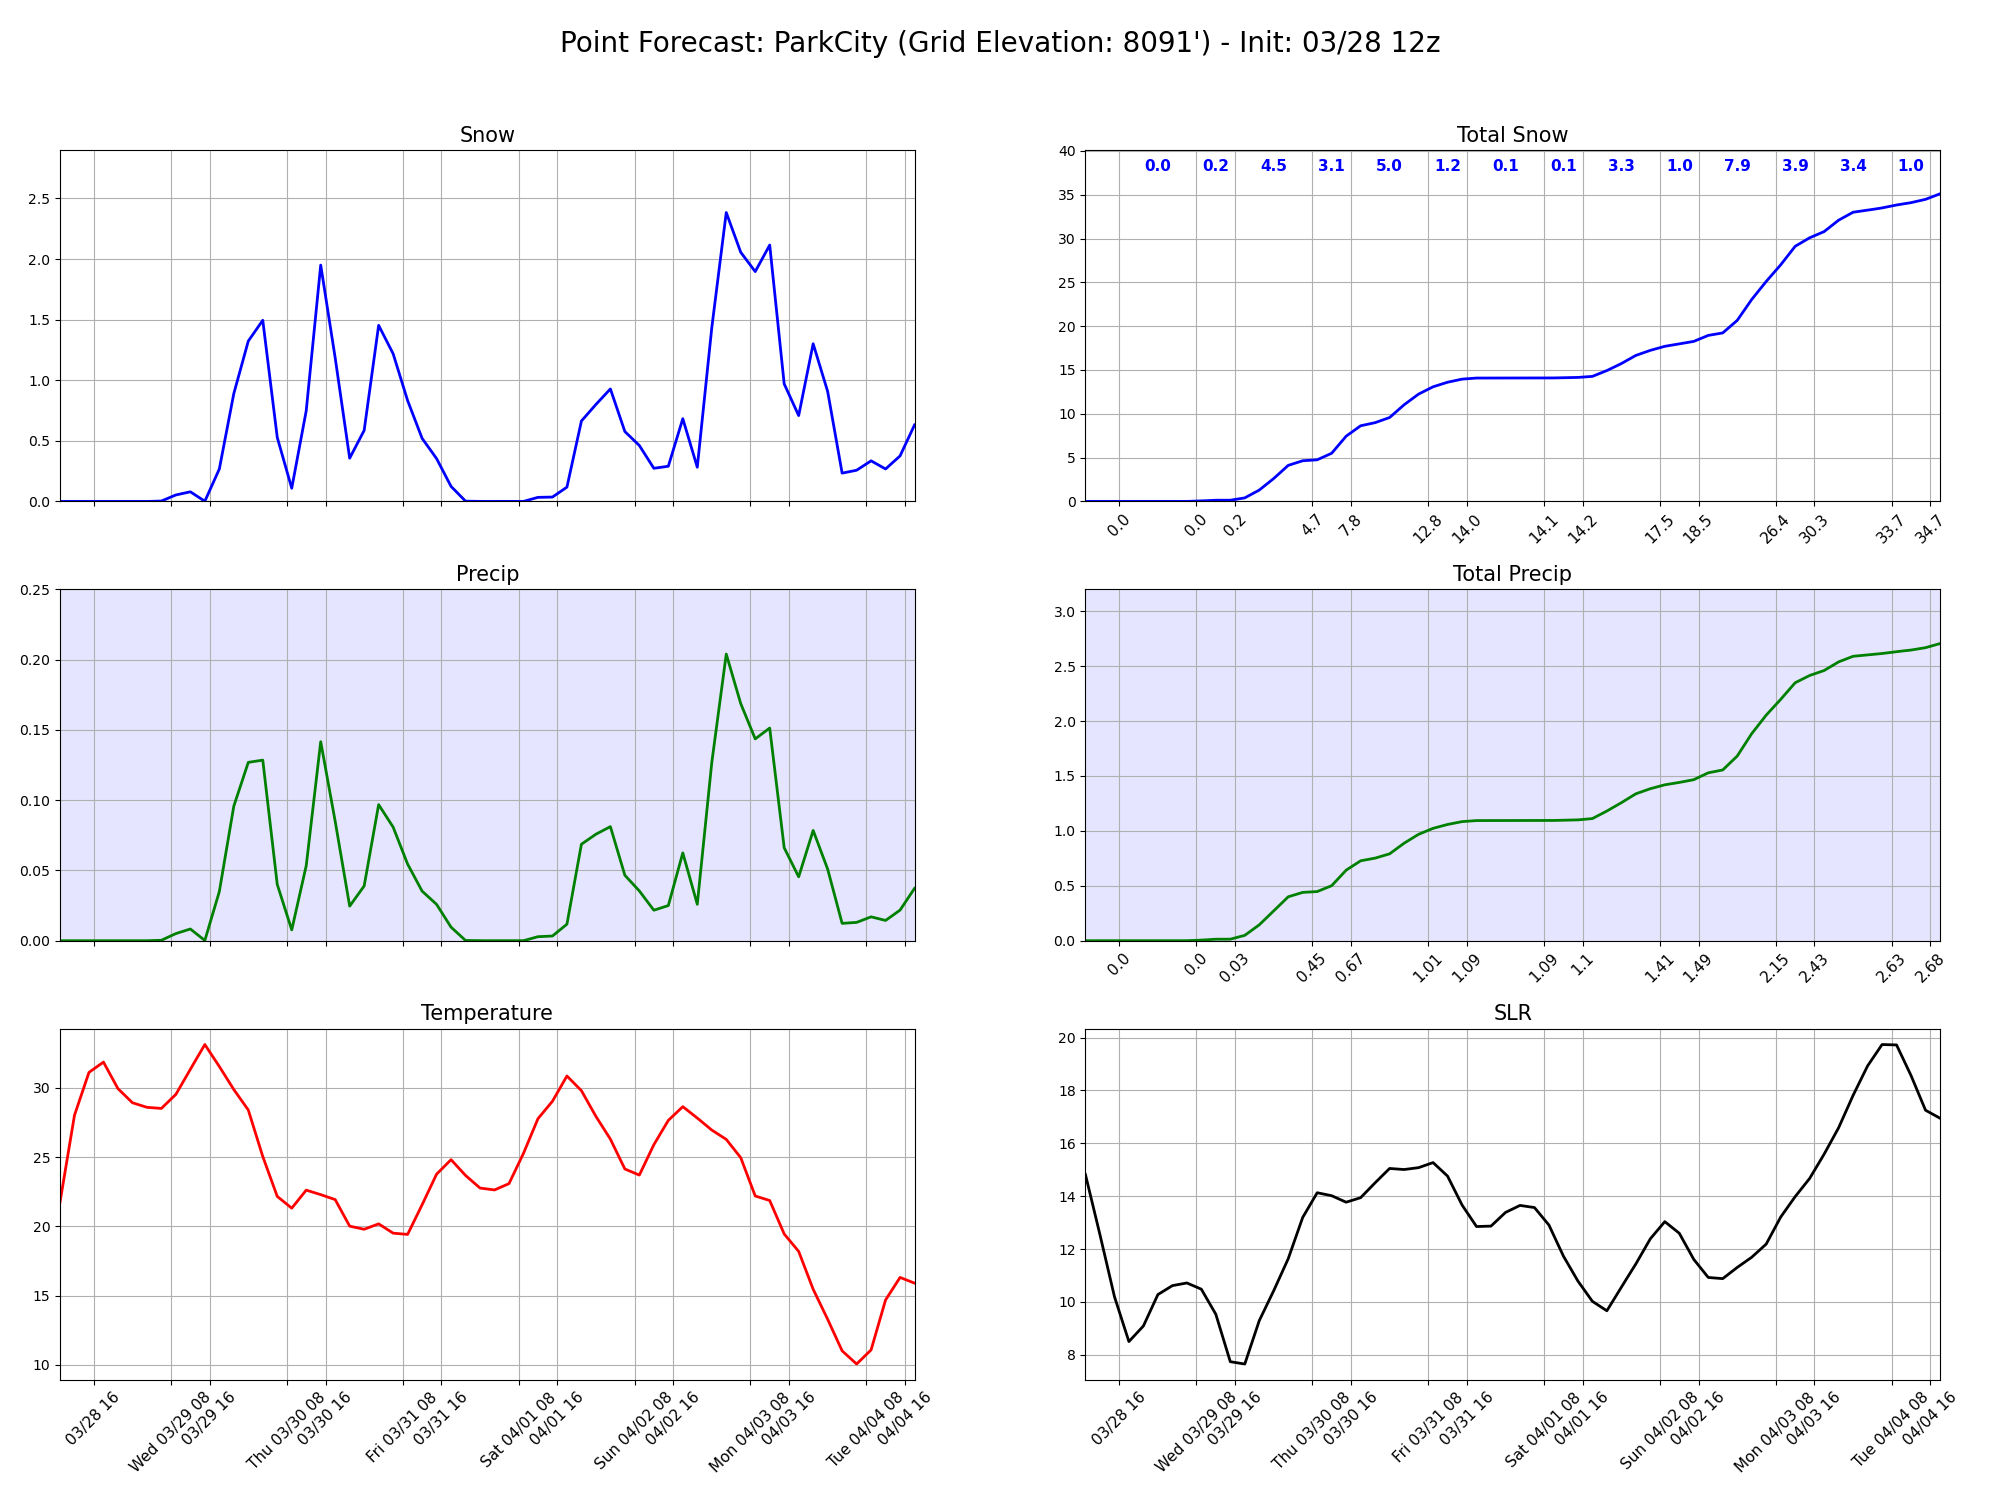 Point Forecast: ParkCity (Grid Elevation: 8091') - Init: 03/28 12z
Snow
2.5
2.0
1.5
1.0
0.5
0.0
Total Snow
0.0 0.2 4.5 3.1 5.0 1.2 0.1 0.1 3.3 1.0 7.9 3.9 3.4 1.0
40
35
30
25
20
15
10
5
0
0.0 0.0 0.2 4.7 7.8 12.8 14.0 14.1 14.2 17.5 18.5 26.4 30.3 33.7 34.7
Precip
0.25
0.20
0.15
0.10
0.05
0.00
Total Precip
3.0
2.5
2.0
1.5
1.0
0.5
0.0
0.0 0.0 0.03 0.45 0.67 1.01 1.09 1.09 1.1 1.41 1.49 2.15 2.43 2.63 2.68
Temperature
30
25
20
15
10
03/28 16
Wed 03/29 08
03/29 16
Thu 03/30 08
03/30 16
Fri 03/31 08
03/31 16
Sat 04/01 08
04/01 16
Sun 04/02 08
04/02 16
Mon 04/03 08
04/03 16
Tue 04/04 08
04/04 16
SLR
20
18
16
14
12
10
8
03/28 16
Wed 03/29 08
03/29 16
Thu 03/30 08
03/30 16
Fri 03/31 08
03/31 16
Sat 04/01 08
04/01 16
Sun 04/02 08
04/02 16
Mon 04/03 08
04/03 16
Tue 04/04 08
04/04 16